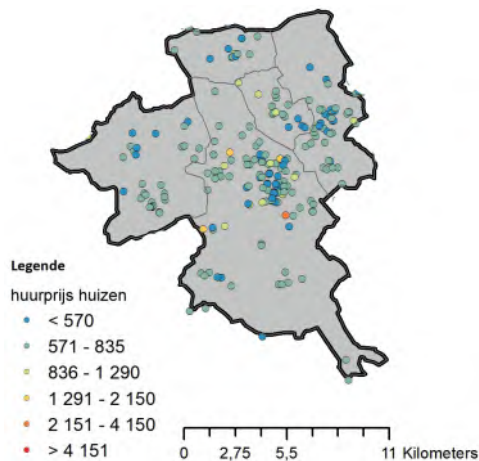 Legende
huurprijs huizen
< 570
571 - 835
836 - 1 290
1 291 - 2 150
2 151 - 4 150
> 4 151
0 2,75 5,5 11 Kilometers